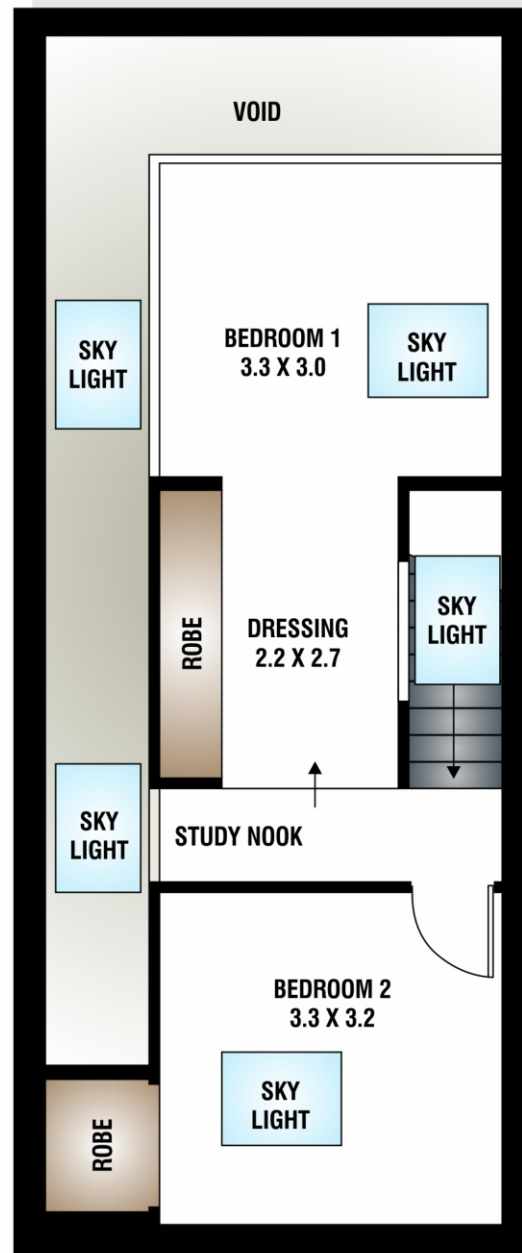 VOID
SKY
LIGHT
BEDROOM 1
3.3 X 3.0
SKY
LIGHT
ROBE
DRESSING
2.2 X 2.7
SKY
LIGHT
SKY
LIGHT
STUDY NOOK
BEDROOM 2
3.3 X 3.2
SKY
LIGHT
ROBE